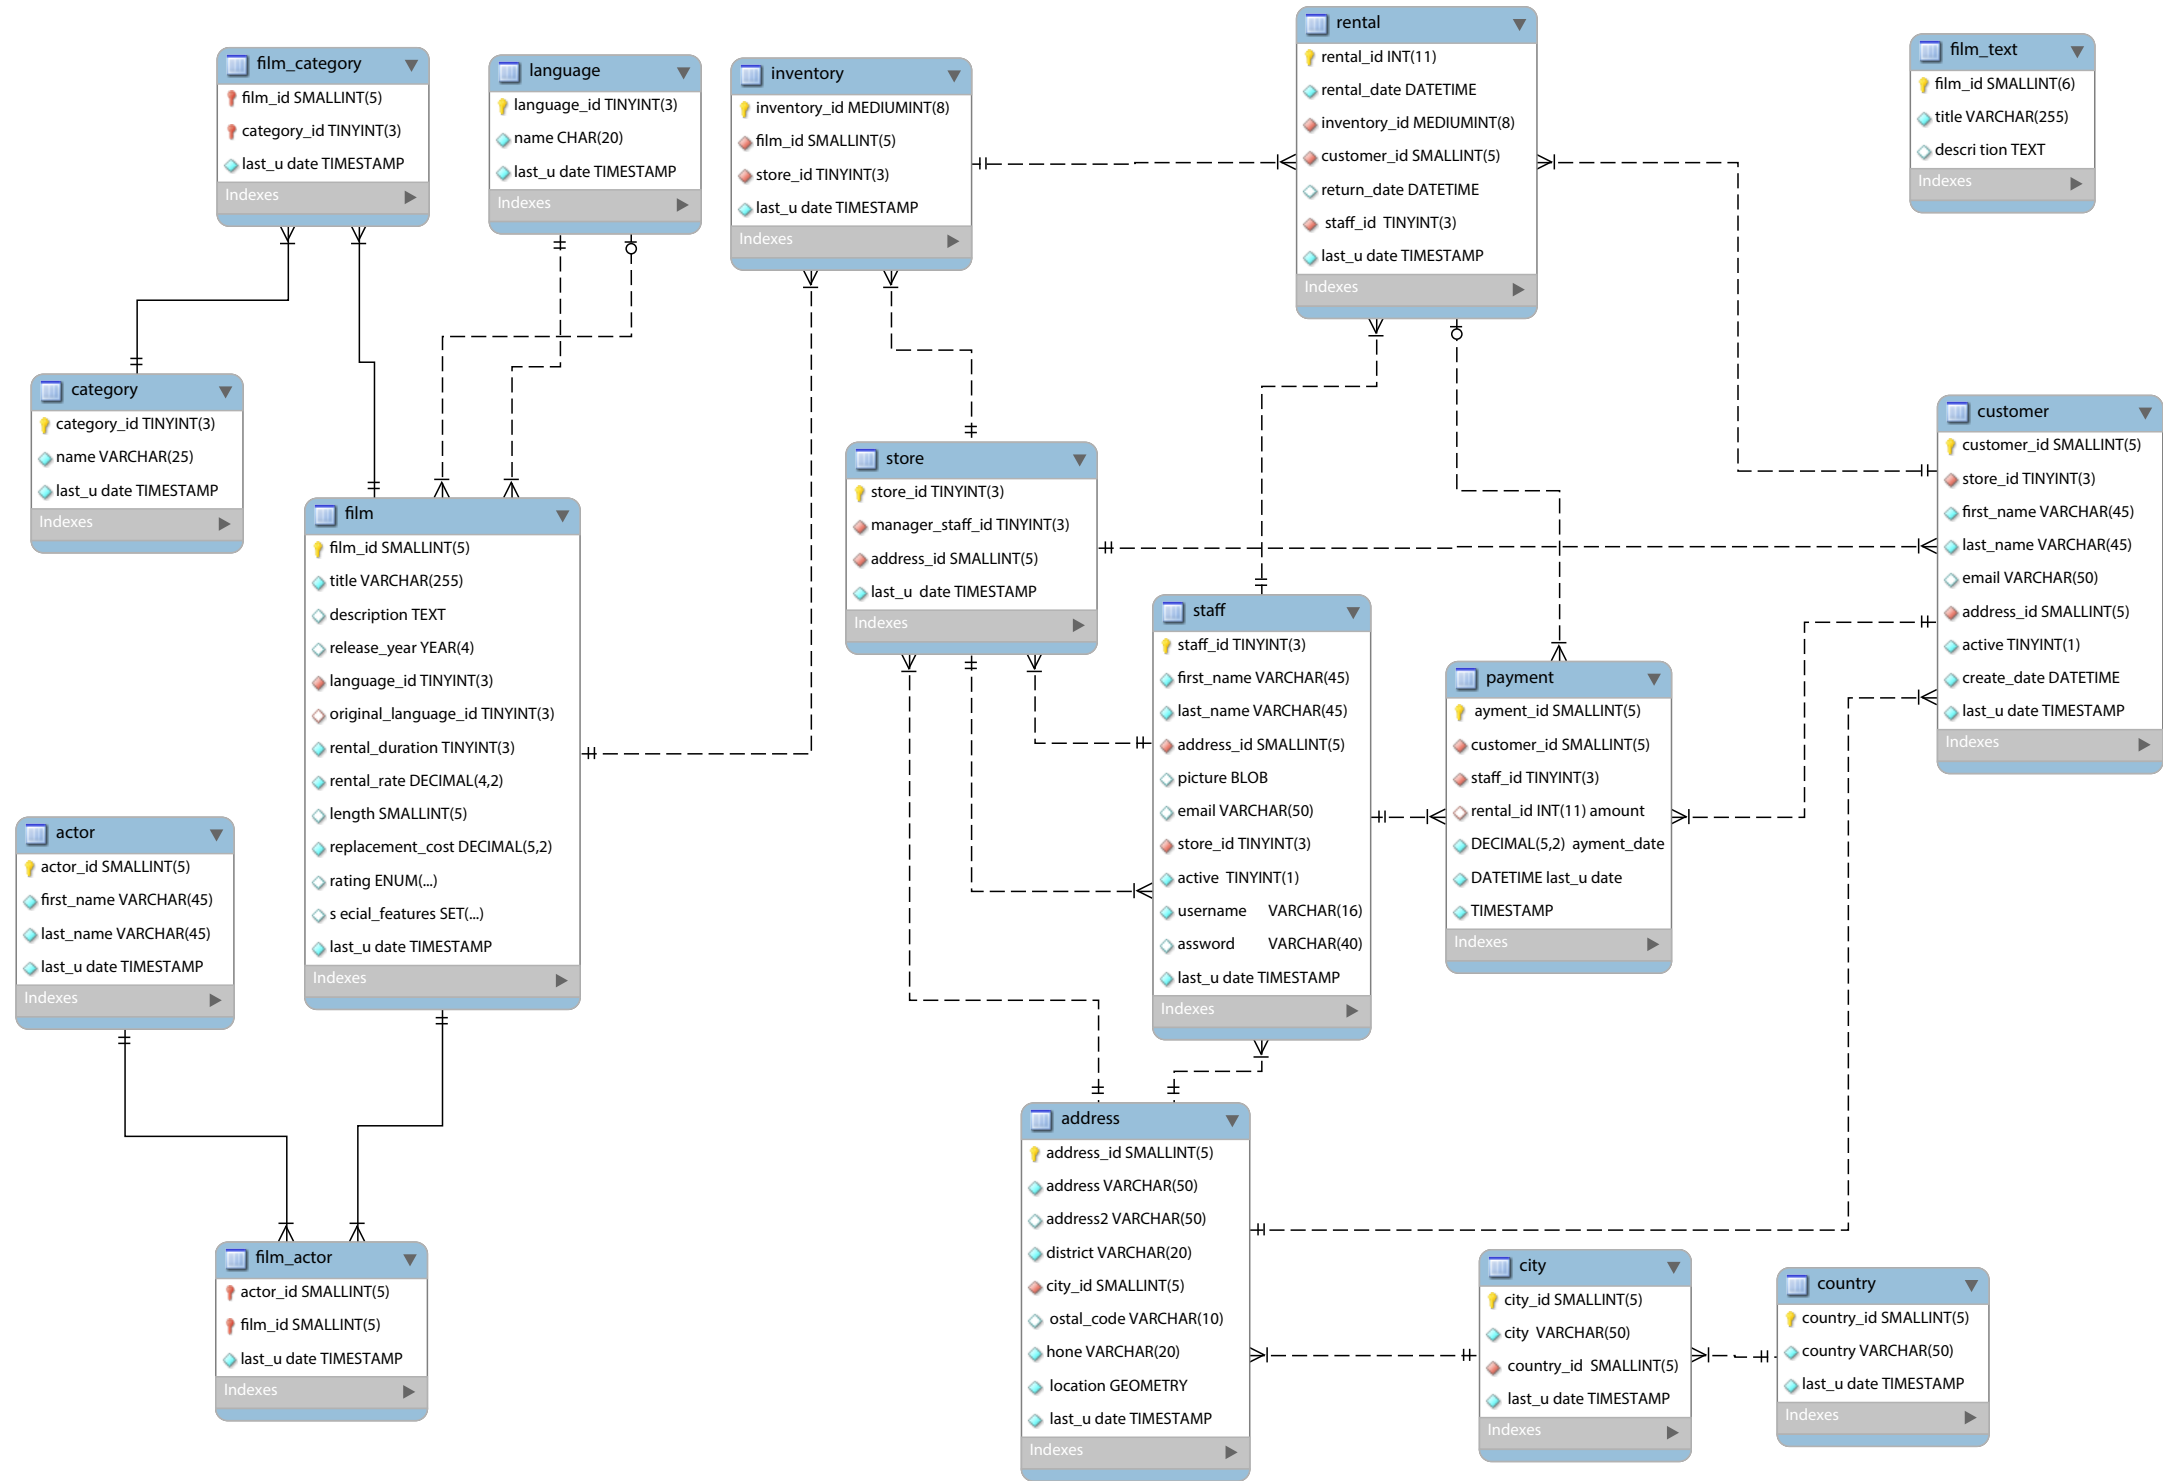 film_category
film_id SMALLINT(5)
category_id TINYINT(3)
last_u date TIMESTAMP
Indexes
language
language_id TINYINT(3)
name CHAR(20)
last_u date TIMESTAMP
Indexes
inventory
inventory_id MEDIUMINT(8)
film_id SMALLINT(5)
store_id TINYINT(3)
last_u date TIMESTAMP
Indexes
rental
rental_id INT(11)
rental_date DATETIME
inventory_id MEDIUMINT(8)
customer_id SMALLINT(5)
return_date DATETIME
staff_id  TINYINT(3)
last_u date TIMESTAMP
Indexes
film_text
film_id SMALLINT(6)
title VARCHAR(255)
descri tion TEXT
Indexes
category
category_id TINYINT(3)
name VARCHAR(25)
last_u date TIMESTAMP
Indexes
film
film_id SMALLINT(5)
title VARCHAR(255)
description TEXT
release_year YEAR(4)
language_id TINYINT(3)
original_language_id TINYINT(3)
rental_duration TINYINT(3)
rental_rate DECIMAL(4,2)
length SMALLINT(5)
replacement_cost DECIMAL(5,2)
rating ENUM(...)
s ecial_features SET(...)
last_u date TIMESTAMP
Indexes
store
store_id TINYINT(3)
manager_staff_id TINYINT(3)
address_id SMALLINT(5)
last_u  date TIMESTAMP
Indexes
customer
customer_id SMALLINT(5)
store_id TINYINT(3)
first_name VARCHAR(45)
last_name VARCHAR(45)
email VARCHAR(50)
address_id SMALLINT(5)
active TINYINT(1)
create_date DATETIME
last_u date TIMESTAMP
Indexes
staff
staff_id TINYINT(3)
first_name VARCHAR(45)
last_name VARCHAR(45)
address_id SMALLINT(5)
picture BLOB
email VARCHAR(50)
store_id TINYINT(3)
active  TINYINT(1)
username VARCHAR(16)
assword VARCHAR(40)
last_u date TIMESTAMP
Indexes
payment
ayment_id SMALLINT(5)
customer_id SMALLINT(5)
staff_id TINYINT(3)
rental_id INT(11) amount
DECIMAL(5,2)  ayment_date
DATETIME last_u date
TIMESTAMP
Indexes
actor
actor_id SMALLINT(5)
first_name VARCHAR(45)
last_name VARCHAR(45)
last_u date TIMESTAMP
Indexes
film_actor
actor_id SMALLINT(5)
film_id SMALLINT(5)
last_u date TIMESTAMP
Indexes
address
address_id SMALLINT(5)
address VARCHAR(50)
address2 VARCHAR(50)
district VARCHAR(20)
city_id SMALLINT(5)
ostal_code VARCHAR(10)
hone VARCHAR(20)
location GEOMETRY
last_u date TIMESTAMP
Indexes
city
city_id SMALLINT(5)
city  VARCHAR(50)
country_id  SMALLINT(5)
last_u date TIMESTAMP
Indexes
country
country_id SMALLINT(5)
country VARCHAR(50)
last_u date TIMESTAMP
Indexes